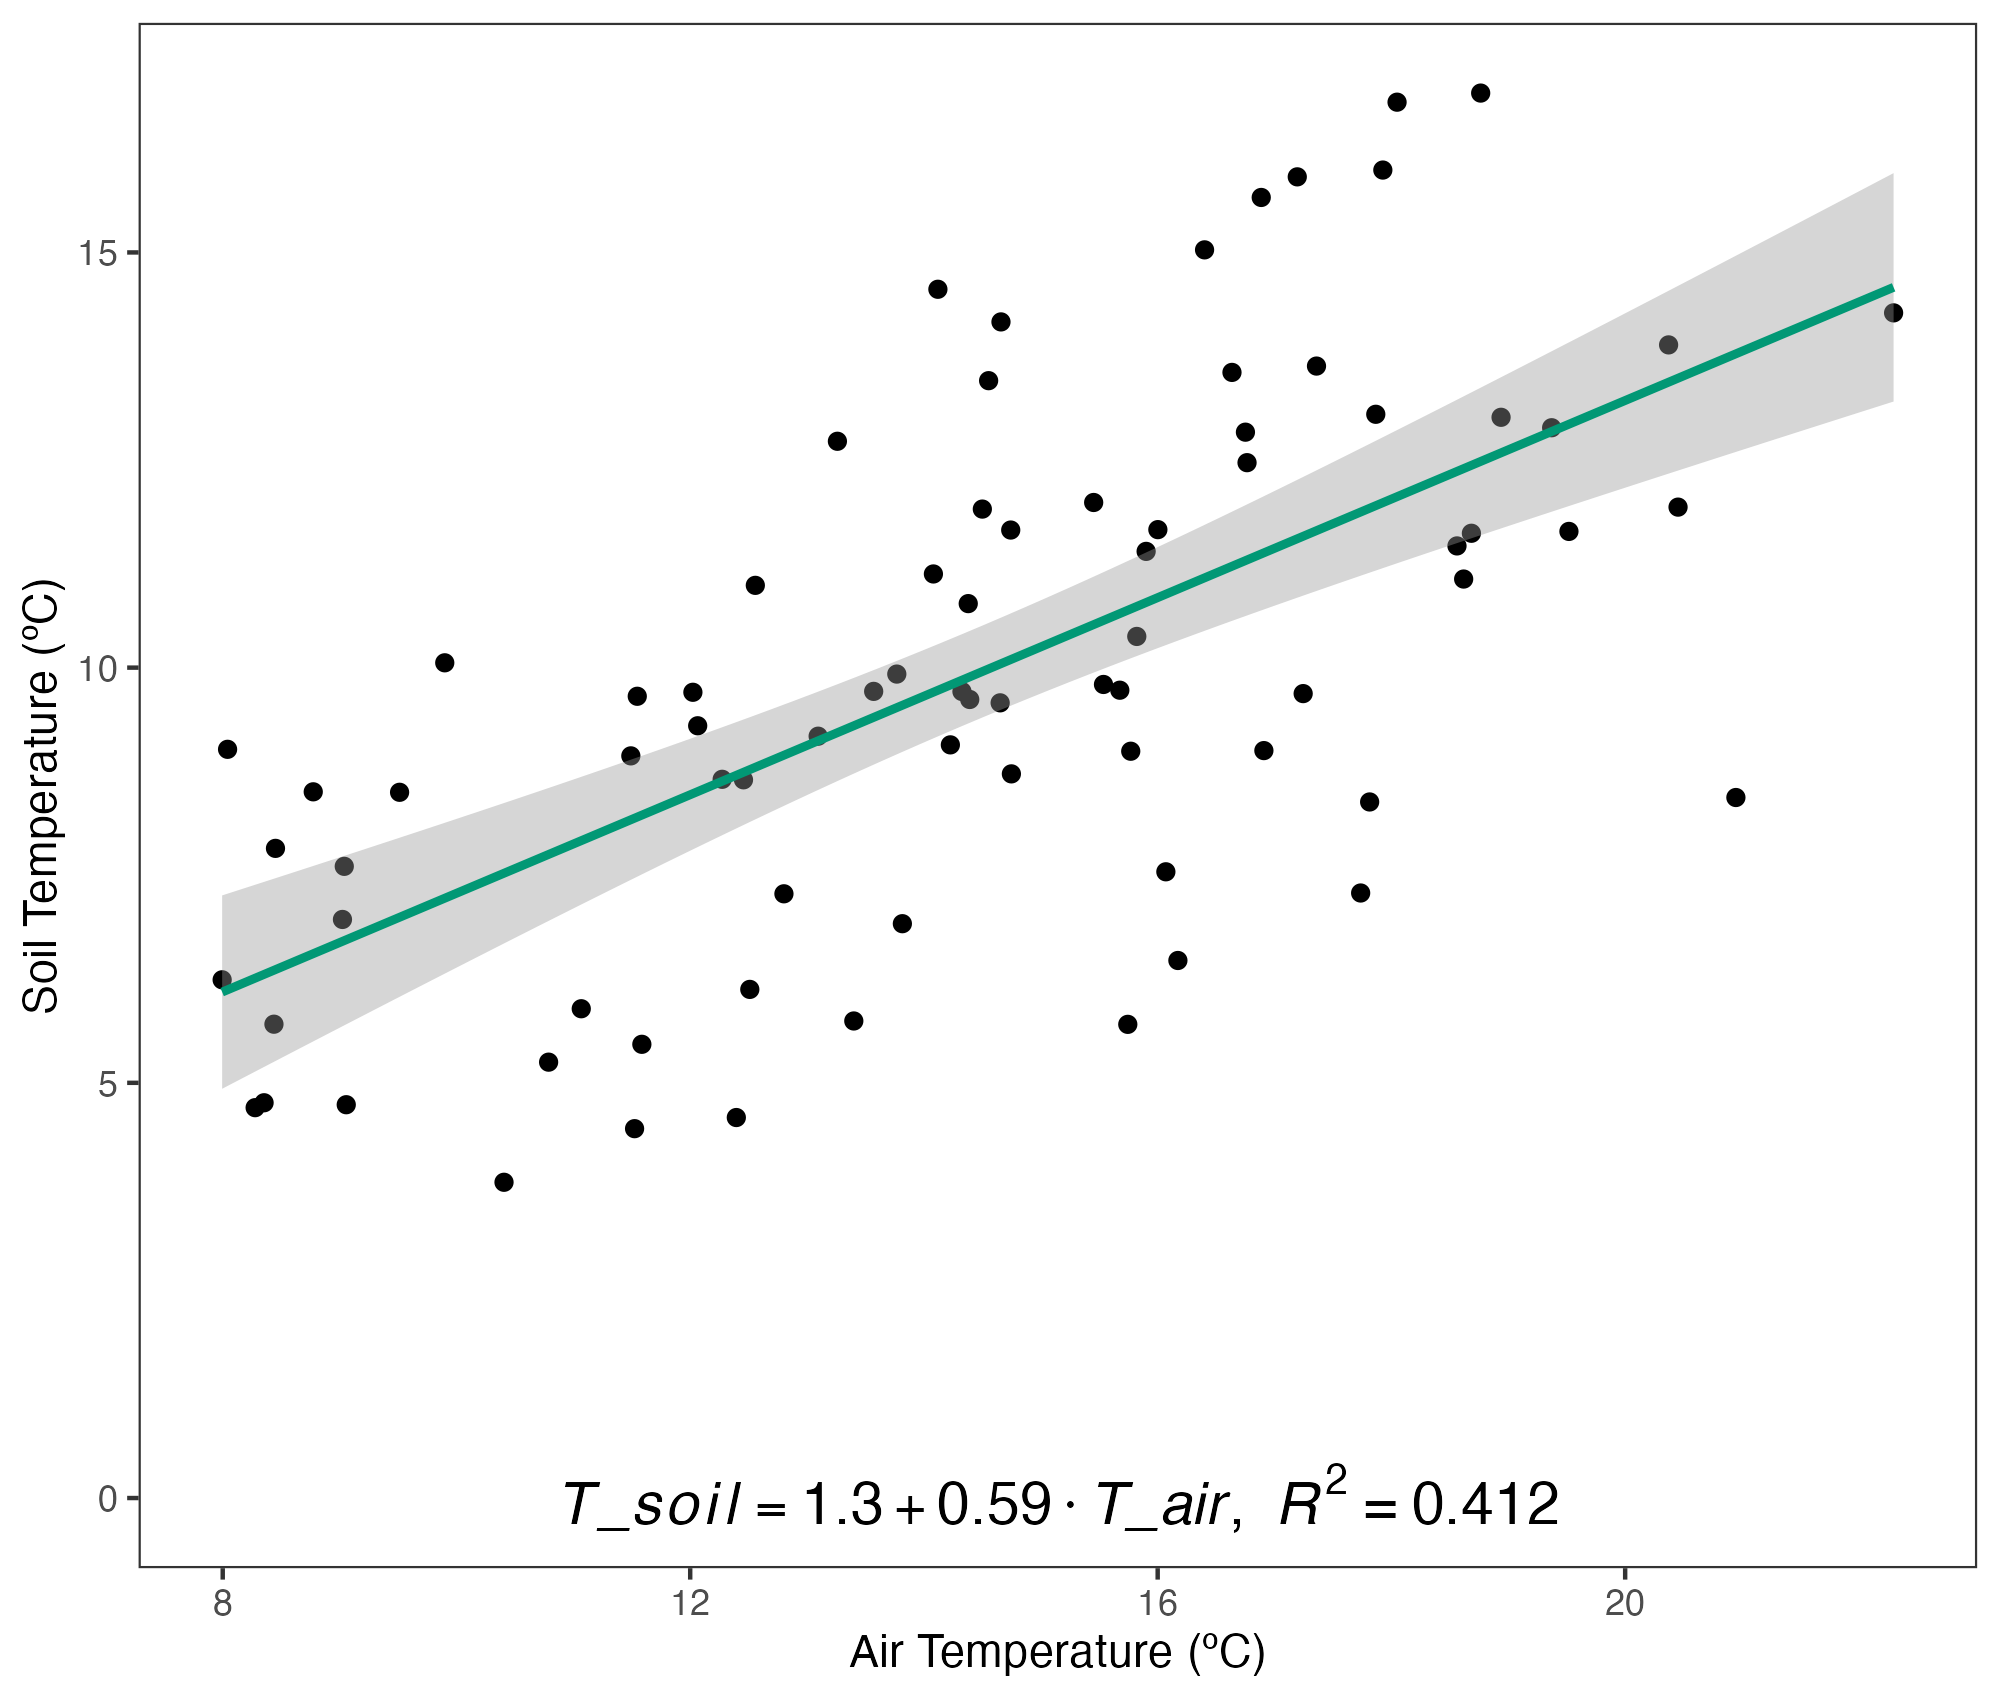 15
10
5
0
Soil Temperature (ºC)
T_soil = 1.3 + 0.59 · T_air, R² = 0.412
8 12 16 20
Air Temperature (ºC)